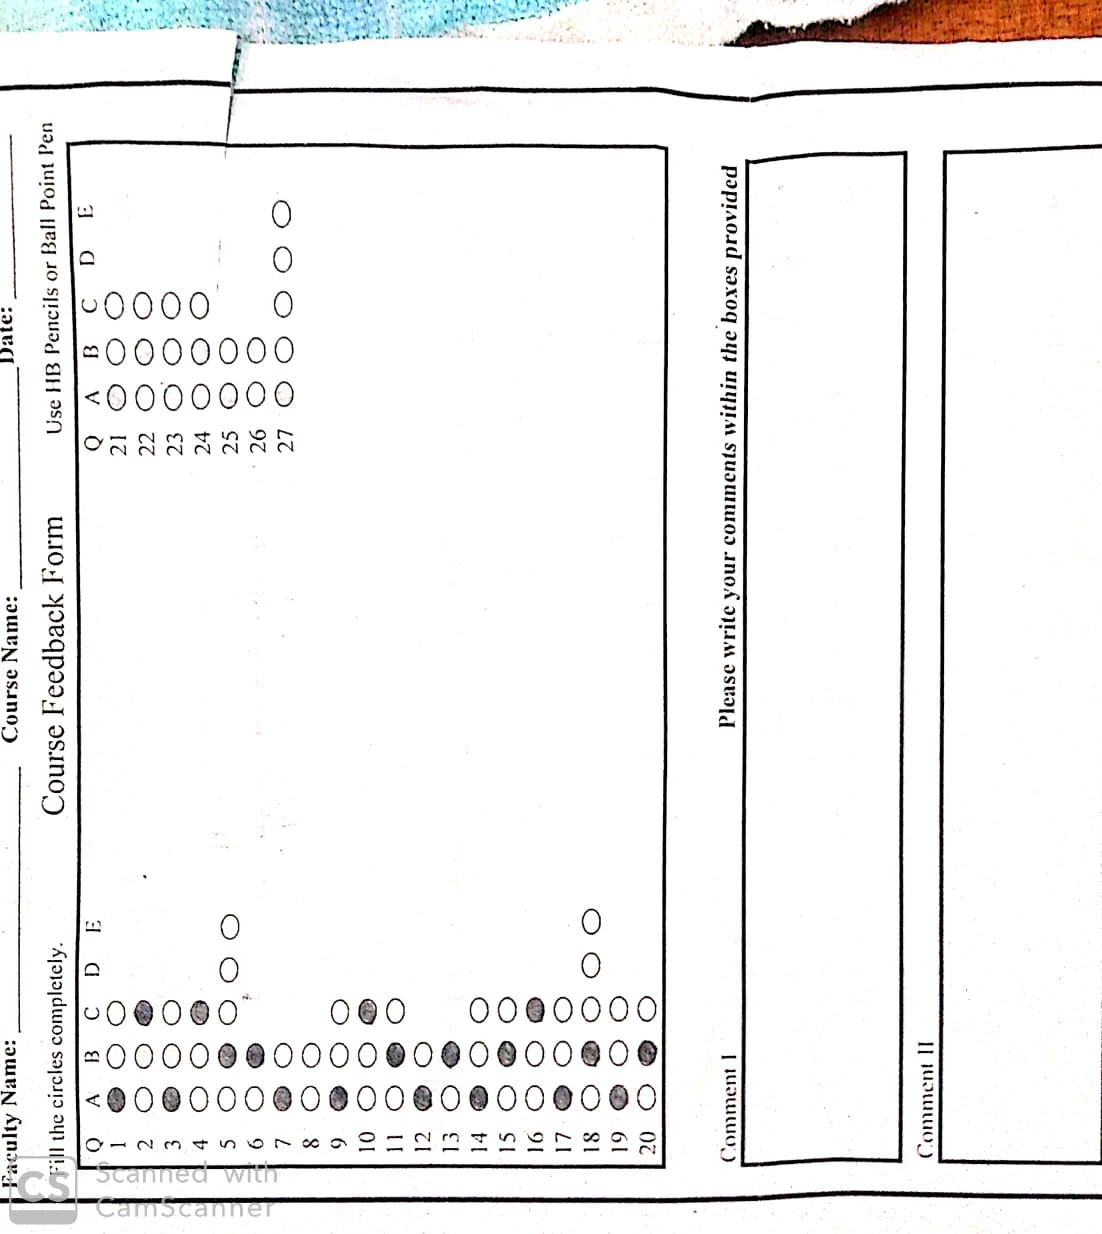 Faculty Name: Course Name: Date:
Fill the circles completely. Course Feedback Form Use HB Pencils or Ball Point Pen
Q A B C D E Q A B C D E
1 21
2 22
3 23
4 24
5 25
6 26
7 27
8
9
10
11
12
13
14
15
16
17
18
19
20
Please write your comments within the boxes provided
Comment I
Comment II
CS Scanned with
CamScanner